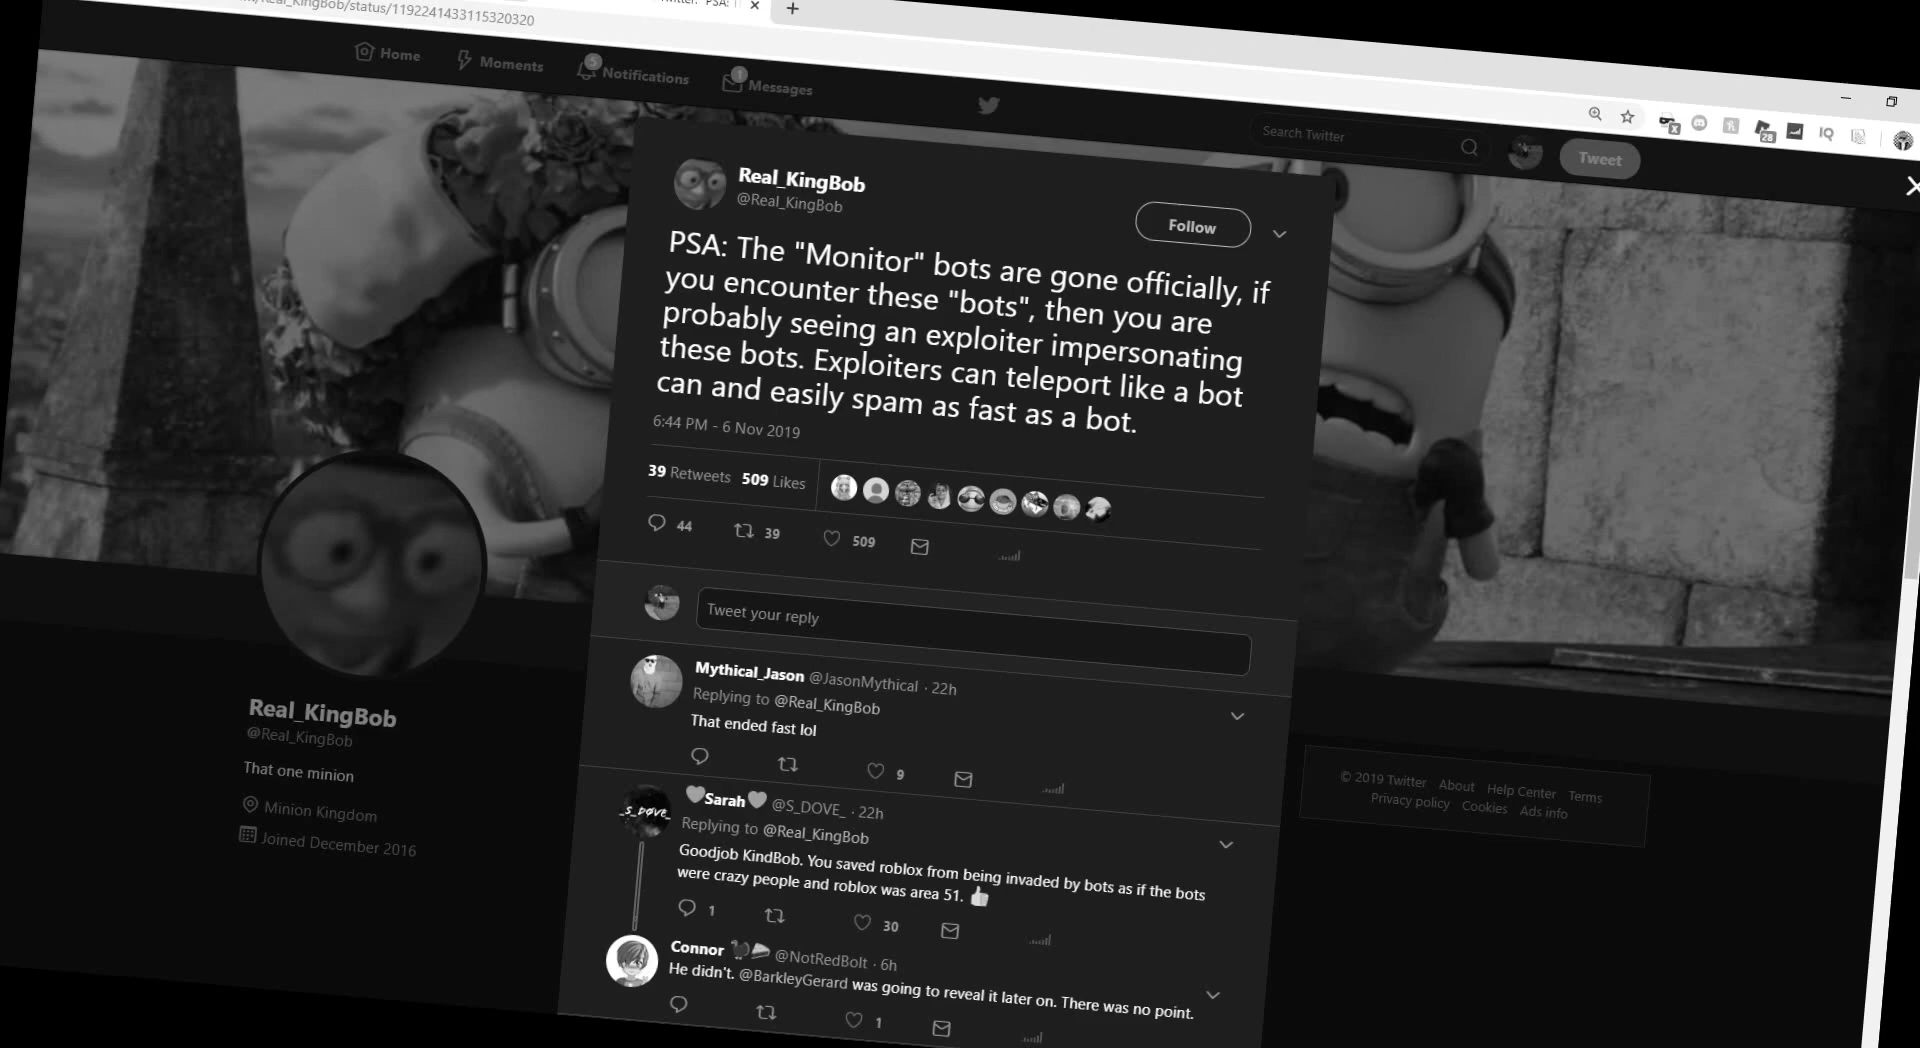 Real_KingBob/status/1192241433115320320
PSA:
Home
Moments
5
Notifications
1
Messages
Search Twitter
Tweet
28
IQ
Real_KingBob
@Real_KingBob
Follow
PSA: The "Monitor" bots are gone officially, if
you encounter these "bots", then you are
probably seeing an exploiter impersonating
these bots. Exploiters can teleport like a bot
can and easily spam as fast as a bot.
6:44 PM - 6 Nov 2019
39 Retweets 509 Likes
44 39 509
Tweet your reply
Mythical_Jason @JasonMythical · 22h
Replying to @Real_KingBob
That ended fast lol
9
_S_DØVE_
Sarah @S_DOVE_ · 22h
Replying to @Real_KingBob
Goodjob KindBob. You saved roblox from being invaded by bots as if the bots
were crazy people and roblox was area 51.
1 30
Connor @NotRedBolt · 6h
He didn't. @BarkleyGerard was going to reveal it later on. There was no point.
1
Real_KingBob
@Real_KingBob
That one minion
Minion Kingdom
Joined December 2016
© 2019 Twitter About Help Center Terms
Privacy policy Cookies Ads info